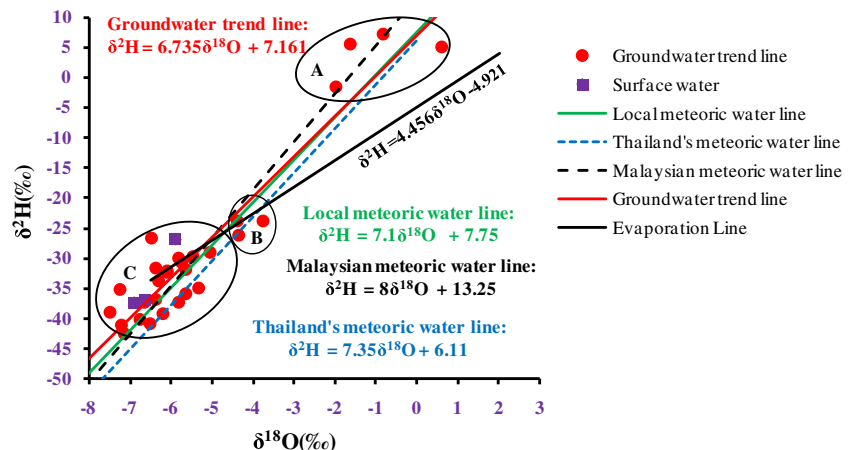 Groundwater trend line:
δ²H = 6.735δ¹⁸O + 7.161
A
δ²H=4.456δ¹⁸O-4.921
B
C
Local meteoric water line:
δ²H = 7.1δ¹⁸O + 7.75
Malaysian meteoric water line:
δ²H = 8δ¹⁸O + 13.25
Thailand's meteoric water line:
δ²H = 7.35δ¹⁸O + 6.11
10
5
0
-5
-10
-15
-20
-25
-30
-35
-40
-45
-50
δ²H(‰)
-8 -7 -6 -5 -4 -3 -2 -1 0 1 2 3
δ¹⁸O(‰)
Groundwater trend line
Surface water
Local meteoric water line
Thailand's meteoric water line
Malaysian meteoric water line
Groundwater trend line
Evaporation Line